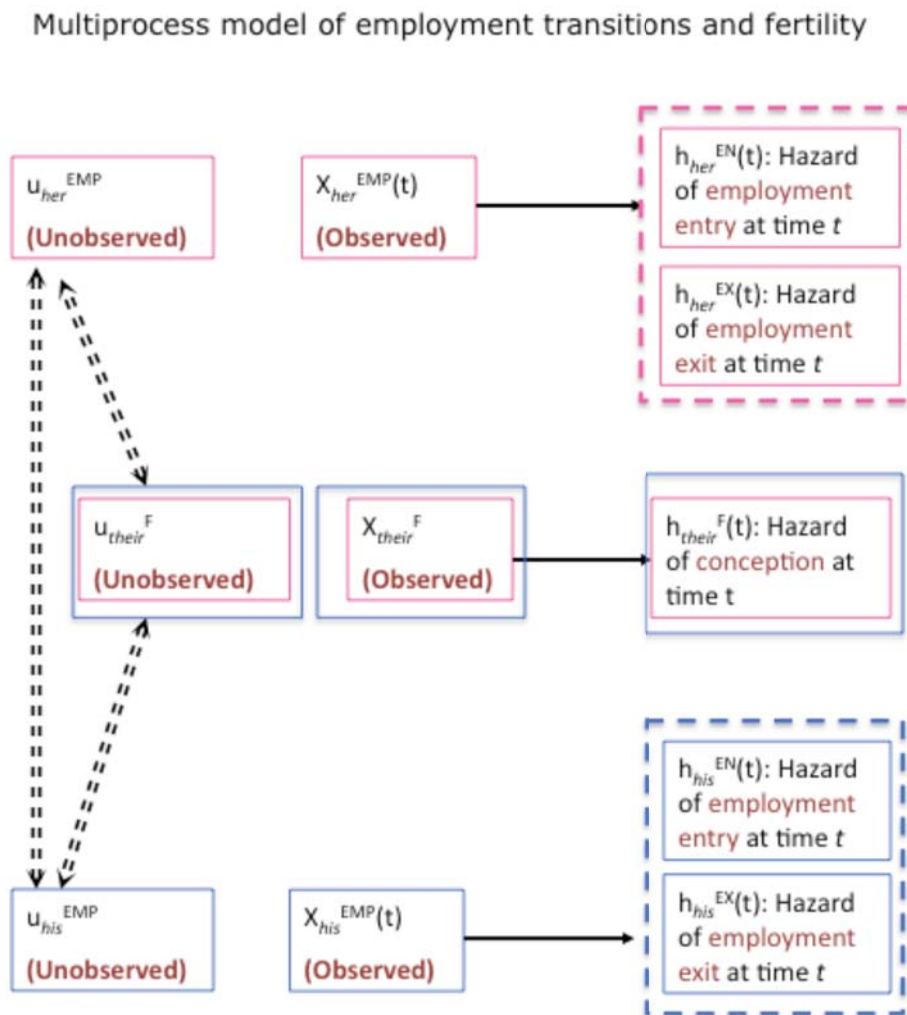 Multiprocess model of employment transitions and fertility
u_her^EMP
(Unobserved)
X_her^EMP(t)
(Observed)
h_her^EN(t): Hazard
of employment
entry at time t
h_her^EX(t): Hazard
of employment
exit at time t
u_their^F
(Unobserved)
X_their^F
(Observed)
h_their^F(t): Hazard
of conception at
time t
h_his^EN(t): Hazard
of employment
entry at time t
u_his^EMP
(Unobserved)
X_his^EMP(t)
(Observed)
h_his^EX(t): Hazard
of employment
exit at time t